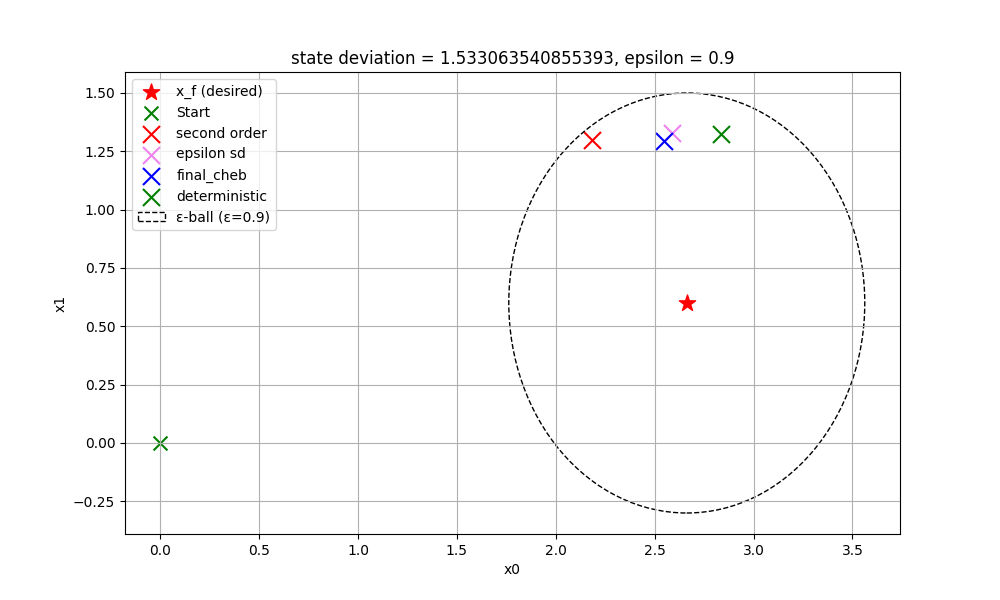 state deviation = 1.533063540855393, epsilon = 0.9
x_f (desired)
Start
second order
epsilon sd
final_cheb
deterministic
ε-ball (ε=0.9)
1.50
1.25
1.00
0.75
0.50
0.25
0.00
−0.25
x1
0.0 0.5 1.0 1.5 2.0 2.5 3.0 3.5
x0